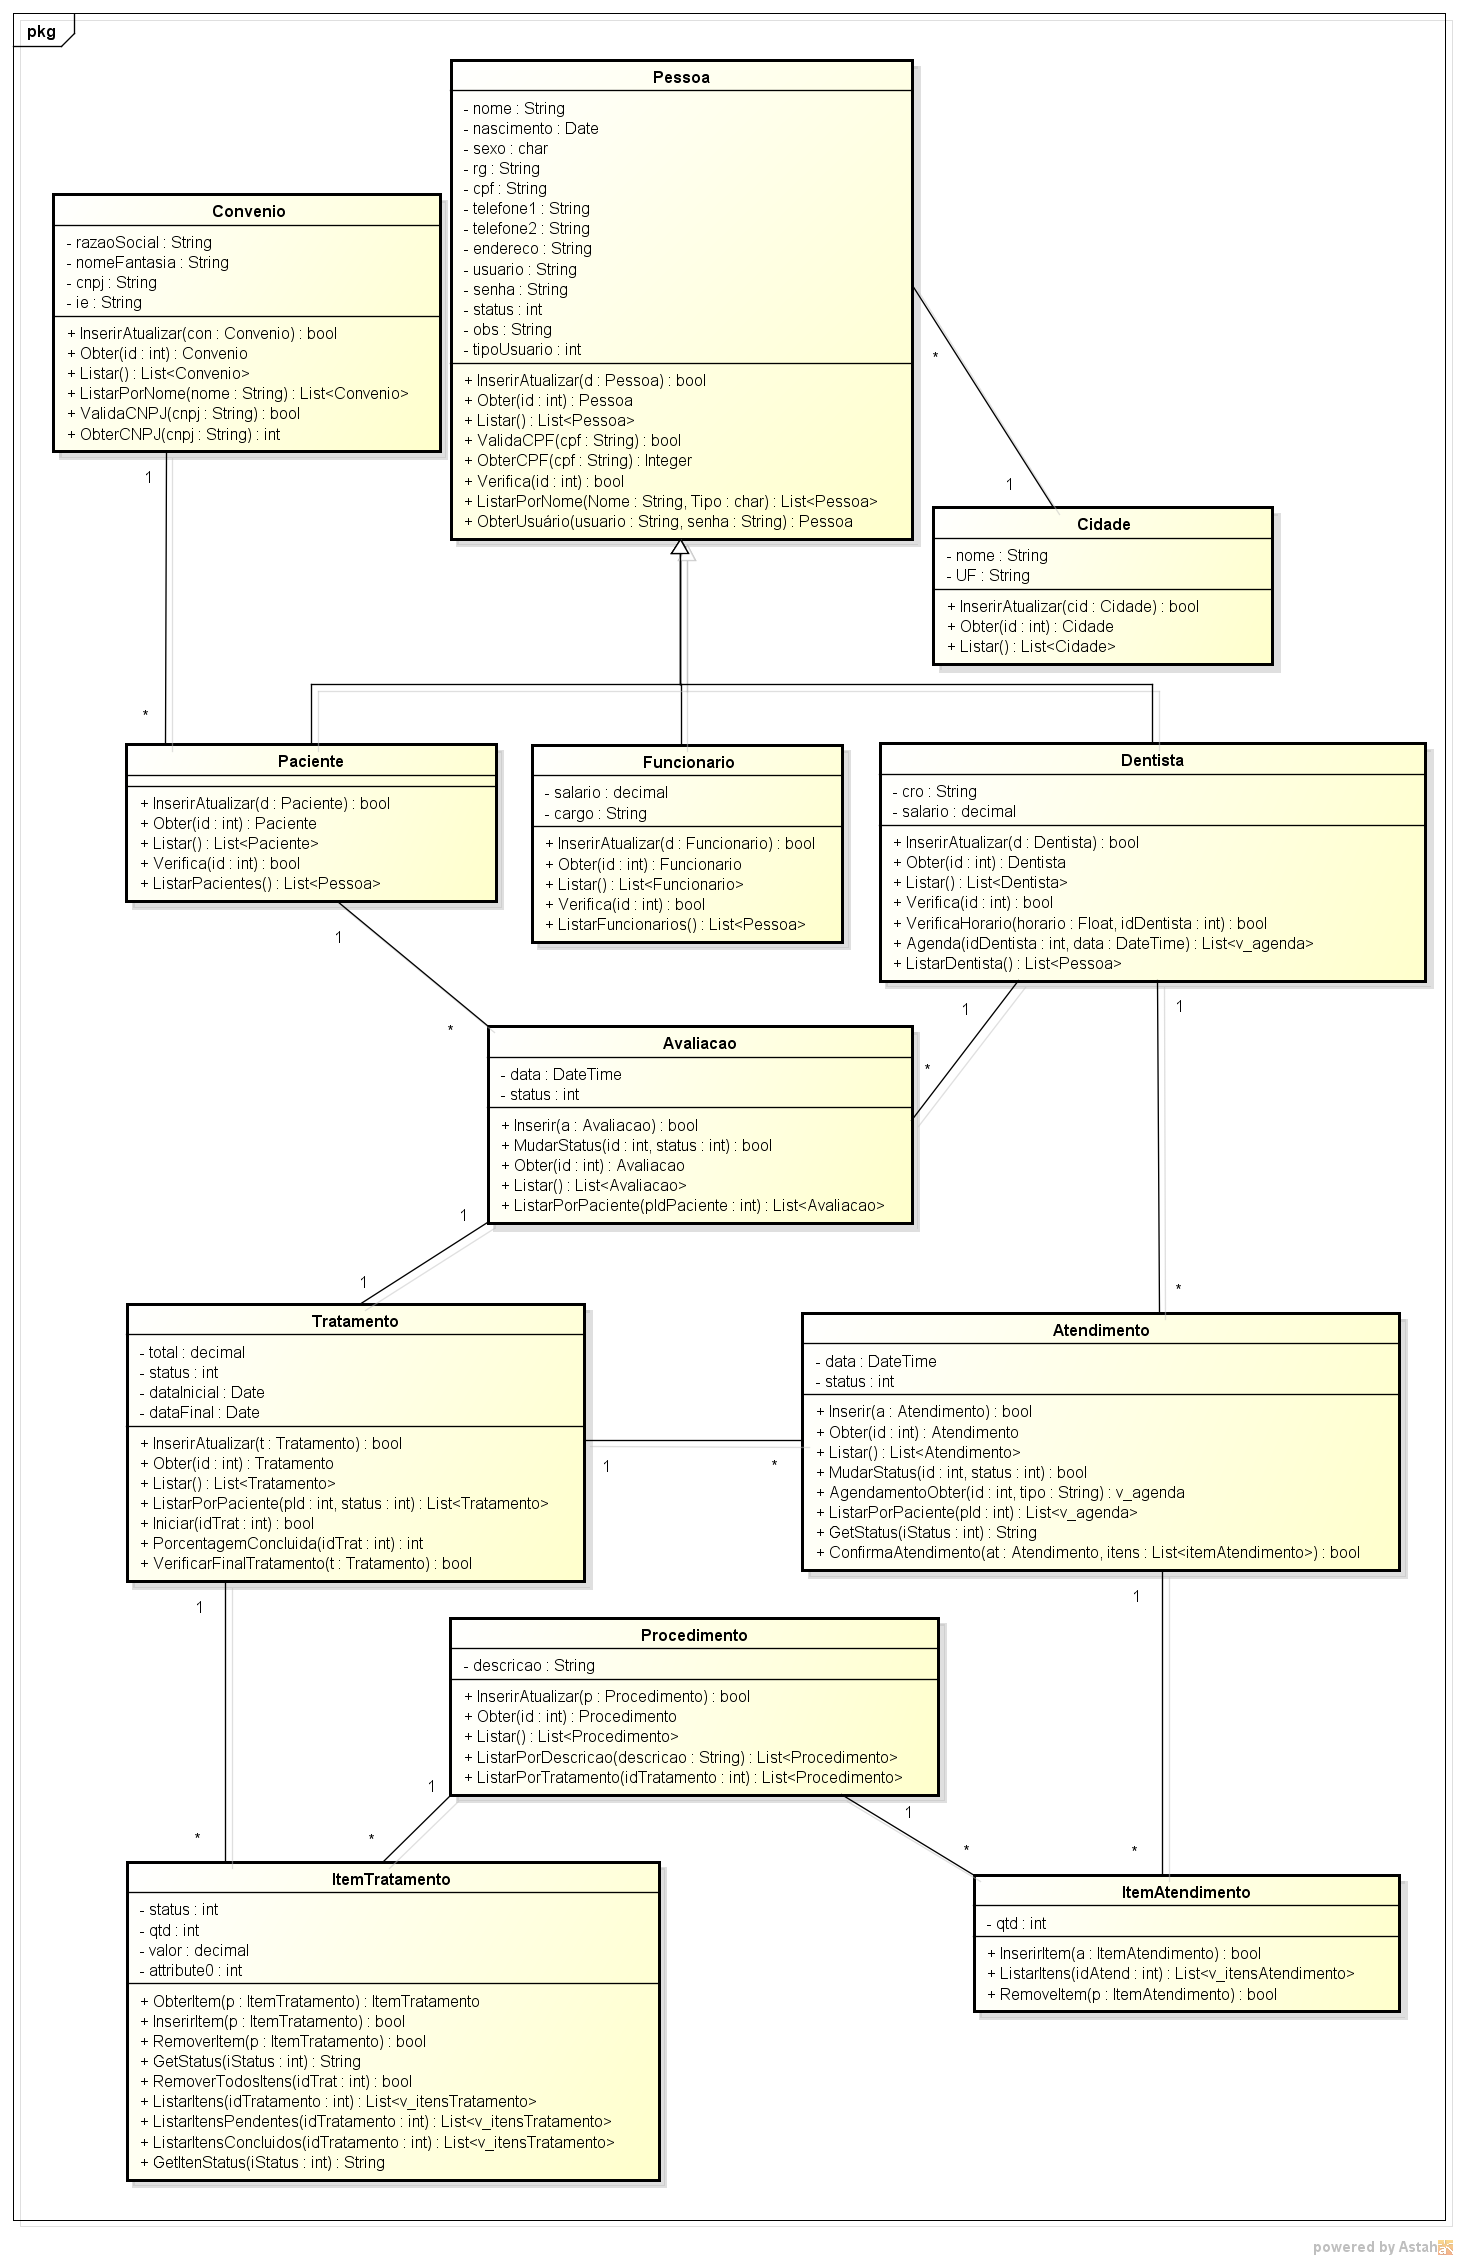 pkg
Pessoa
- nome : String
- nascimento : Date
- sexo : char
- rg : String
- cpf : String
- telefone1 : String
- telefone2 : String
- endereco : String
- usuario : String
- senha : String
- status : int
- obs : String
- tipoUsuario : int
+ InserirAtualizar(d : Pessoa) : bool
+ Obter(id : int) : Pessoa
+ Listar() : List<Pessoa>
+ ValidaCPF(cpf : String) : bool
+ ObterCPF(cpf : String) : Integer
+ Verifica(id : int) : bool
+ ListarPorNome(Nome : String, Tipo : char) : List<Pessoa>
+ ObterUsuário(usuario : String, senha : String) : Pessoa
Convenio
- razaoSocial : String
- nomeFantasia : String
- cnpj : String
- ie : String
+ InserirAtualizar(con : Convenio) : bool
+ Obter(id : int) : Convenio
+ Listar() : List<Convenio>
+ ListarPorNome(nome : String) : List<Convenio>
+ ValidaCNPJ(cnpj : String) : bool
+ ObterCNPJ(cnpj : String) : int
*
1
1
*
Cidade
- nome : String
- UF : String
+ InserirAtualizar(cid : Cidade) : bool
+ Obter(id : int) : Cidade
+ Listar() : List<Cidade>
Paciente
+ InserirAtualizar(d : Paciente) : bool
+ Obter(id : int) : Paciente
+ Listar() : List<Paciente>
+ Verifica(id : int) : bool
+ ListarPacientes() : List<Pessoa>
Funcionario
- salario : decimal
- cargo : String
+ InserirAtualizar(d : Funcionario) : bool
+ Obter(id : int) : Funcionario
+ Listar() : List<Funcionario>
+ Verifica(id : int) : bool
+ ListarFuncionarios() : List<Pessoa>
Dentista
- cro : String
- salario : decimal
+ InserirAtualizar(d : Dentista) : bool
+ Obter(id : int) : Dentista
+ Listar() : List<Dentista>
+ Verifica(id : int) : bool
+ VerificaHorario(horario : Float, idDentista : int) : bool
+ Agenda(idDentista : int, data : DateTime) : List<v_agenda>
+ ListarDentista() : List<Pessoa>
1
*
1
*
1
*
Avaliacao
- data : DateTime
- status : int
+ Inserir(a : Avaliacao) : bool
+ MudarStatus(id : int, status : int) : bool
+ Obter(id : int) : Avaliacao
+ Listar() : List<Avaliacao>
+ ListarPorPaciente(pIdPaciente : int) : List<Avaliacao>
1
1
Tratamento
- total : decimal
- status : int
- dataInicial : Date
- dataFinal : Date
+ InserirAtualizar(t : Tratamento) : bool
+ Obter(id : int) : Tratamento
+ Listar() : List<Tratamento>
+ ListarPorPaciente(pId : int, status : int) : List<Tratamento>
+ Iniciar(idTrat : int) : bool
+ PorcentagemConcluida(idTrat : int) : int
+ VerificarFinalTratamento(t : Tratamento) : bool
1
*
Atendimento
- data : DateTime
- status : int
+ Inserir(a : Atendimento) : bool
+ Obter(id : int) : Atendimento
+ Listar() : List<Atendimento>
+ MudarStatus(id : int, status : int) : bool
+ AgendamentoObter(id : int, tipo : String) : v_agenda
+ ListarPorPaciente(pId : int) : List<v_agenda>
+ GetStatus(iStatus : int) : String
+ ConfirmaAtendimento(at : Atendimento, itens : List<itemAtendimento>) : bool
1
*
1
*
Procedimento
- descricao : String
+ InserirAtualizar(p : Procedimento) : bool
+ Obter(id : int) : Procedimento
+ Listar() : List<Procedimento>
+ ListarPorDescricao(descricao : String) : List<Procedimento>
+ ListarPorTratamento(idTratamento : int) : List<Procedimento>
1
*
1
*
ItemTratamento
- status : int
- qtd : int
- valor : decimal
- attribute0 : int
+ ObterItem(p : ItemTratamento) : ItemTratamento
+ InserirItem(p : ItemTratamento) : bool
+ RemoverItem(p : ItemTratamento) : bool
+ GetStatus(iStatus : int) : String
+ RemoverTodosItens(idTrat : int) : bool
+ ListarItens(idTratamento : int) : List<v_itensTratamento>
+ ListarItensPendentes(idTratamento : int) : List<v_itensTratamento>
+ ListarItensConcluidos(idTratamento : int) : List<v_itensTratamento>
+ GetItenStatus(iStatus : int) : String
ItemAtendimento
- qtd : int
+ InserirItem(a : ItemAtendimento) : bool
+ ListarItens(idAtend : int) : List<v_itensAtendimento>
+ RemoveItem(p : ItemAtendimento) : bool
powered by Astah